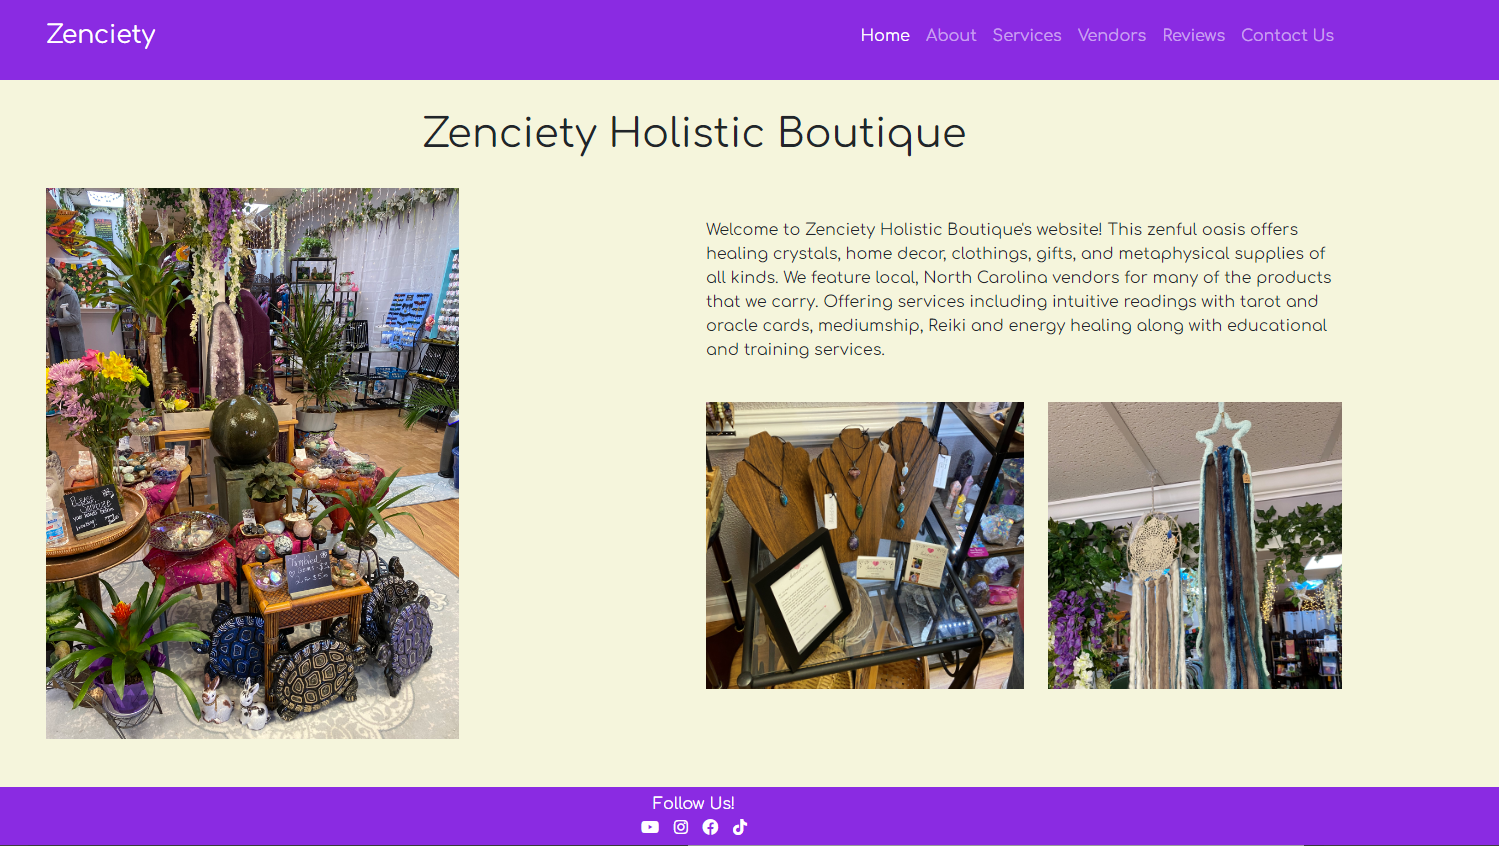 Zenciety
Home About Services Vendors Reviews Contact Us
Zenciety Holistic Boutique
Welcome to Zenciety Holistic Boutique's website! This zenful oasis offers
healing crystals, home decor, clothings, gifts, and metaphysical supplies of
all kinds. We feature local, North Carolina vendors for many of the products
that we carry. Offering services including intuitive readings with tarot and
oracle cards, mediumship, Reiki and energy healing along with educational
and training services.
Follow Us!